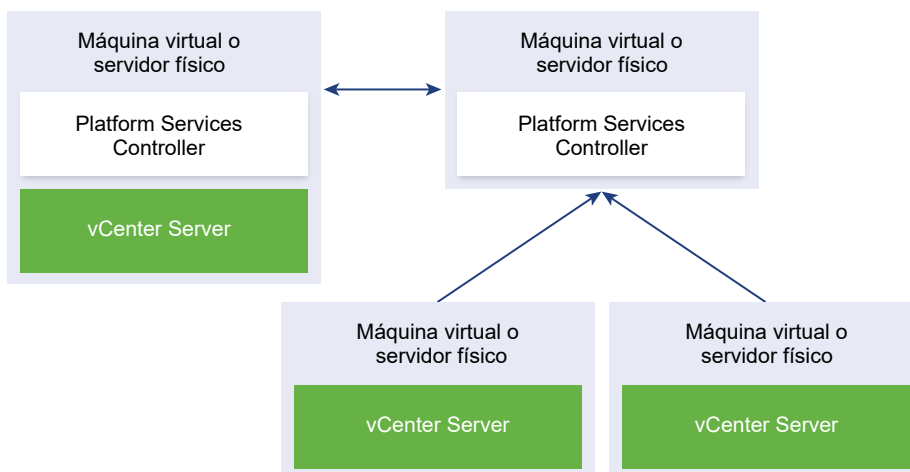 Máquina virtual o
servidor físico
Platform Services
Controller
vCenter Server
Máquina virtual o
servidor físico
Platform Services
Controller
Máquina virtual o
servidor físico
vCenter Server
Máquina virtual o
servidor físico
vCenter Server